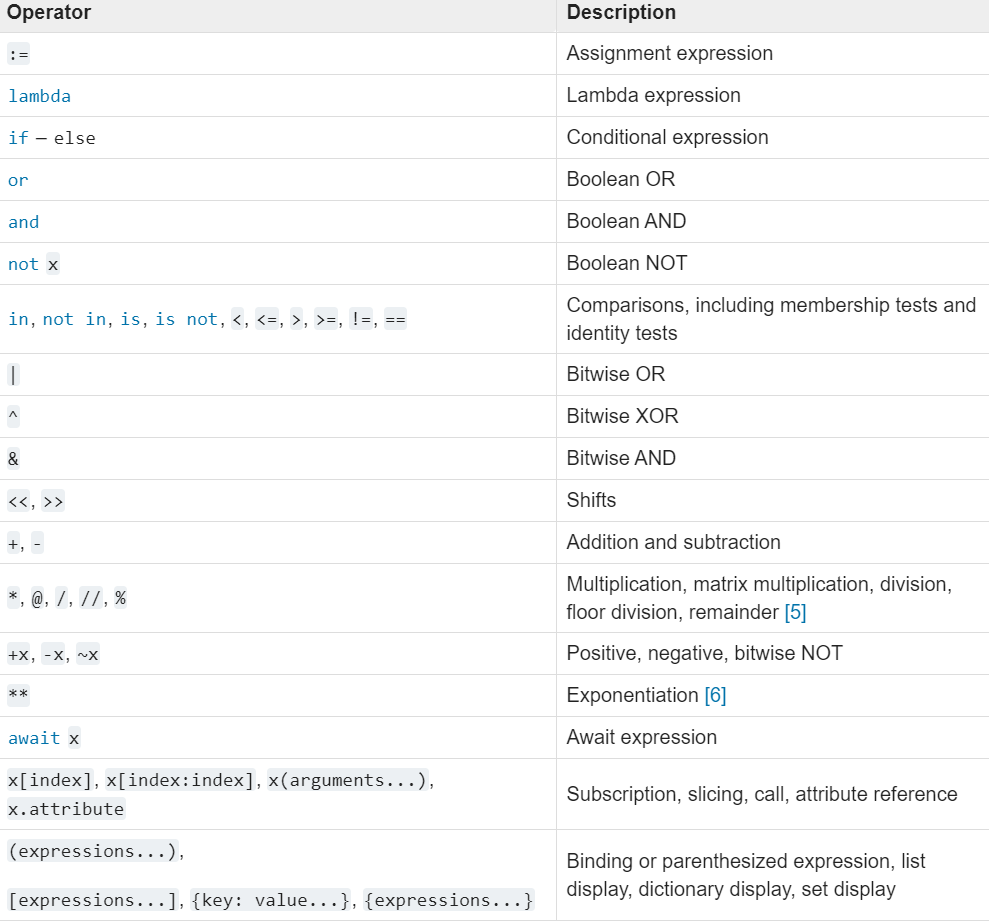 Operator Description
:= Assignment expression
lambda Lambda expression
if – else Conditional expression
or Boolean OR
and Boolean AND
not x Boolean NOT
in, not in, is, is not, <, <=, >, >=, !=, == Comparisons, including membership tests and
identity tests
| Bitwise OR
^ Bitwise XOR
& Bitwise AND
<<, >> Shifts
+, - Addition and subtraction
*, @, /, //, % Multiplication, matrix multiplication, division,
floor division, remainder [5]
+x, -x, ~x Positive, negative, bitwise NOT
** Exponentiation [6]
await x Await expression
x[index], x[index:index], x(arguments...),
x.attribute Subscription, slicing, call, attribute reference
(expressions...),
[expressions...], {key: value...}, {expressions...} Binding or parenthesized expression, list
display, dictionary display, set display